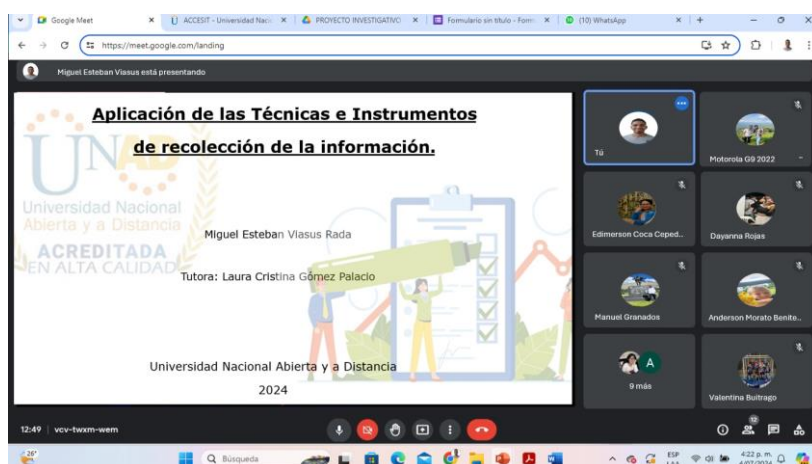 Google Meet
ACCESIT - Universidad Naci
PROYECTO INVESTIGATIVO
Formulario sin título - Form
(10) WhatsApp
https://meet.google.com/landing
Miguel Esteban Viasus está presentando
Aplicación de las Técnicas e Instrumentos
de recolección de la información.
UNAD
Universidad Nacional
Abierta y a Distancia
ACREDITADA
EN ALTA CALIDAD
Miguel Esteban Viasus Rada
Tutora: Laura Cristina Gómez Palacio
Universidad Nacional Abierta y a Distancia
2024
Tú
Motorola G9 2022
Edimerson Coca Ceped...
Dayanna Rojas
Manuel Granados
Anderson Morato Benite...
A
9 más
Valentina Buitrago
12:49 | vcv-twxm-wem
12
26°
Búsqueda
ESP
4:22 p. m.
4/07/2024